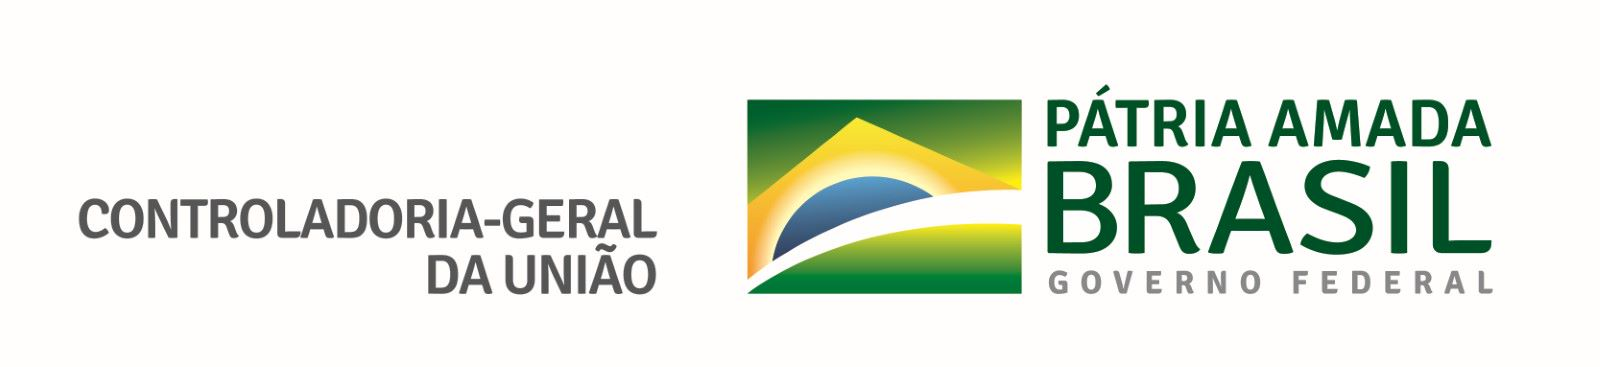 CONTROLADORIA-GERAL
DA UNIÃO
PÁTRIA AMADA
BRASIL
GOVERNO FEDERAL